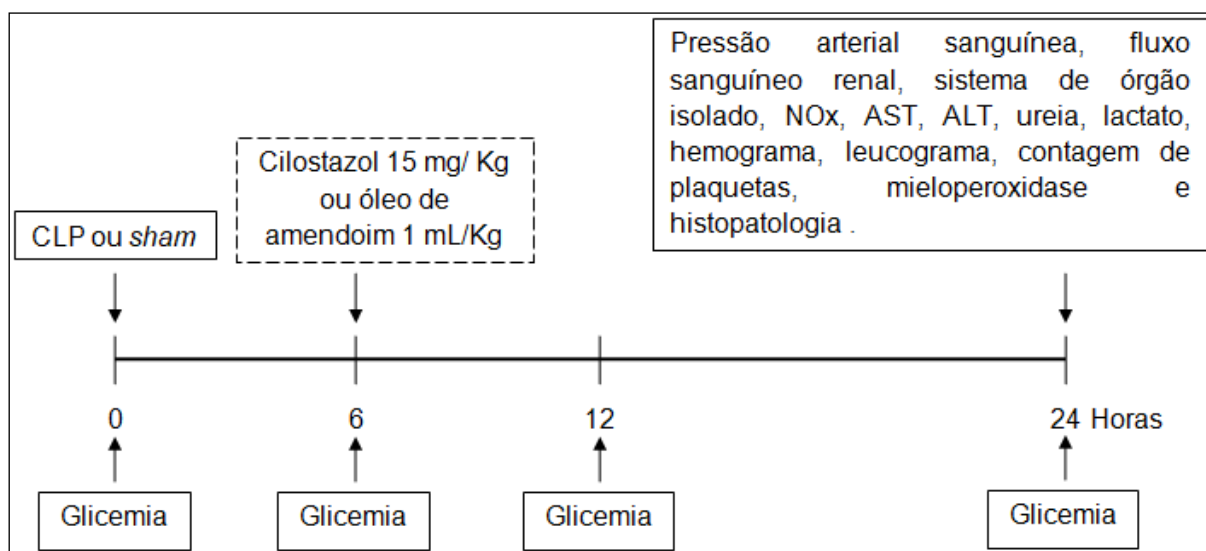 Pressão arterial sanguínea, fluxo
sanguíneo renal, sistema de órgão
isolado, NOx, AST, ALT, ureia, lactato,
hemograma, leucograma, contagem de
plaquetas, mieloperoxidase e
histopatologia .
Cilostazol 15 mg/ Kg
ou óleo de
amendoim 1 mL/Kg
CLP ou sham
0
6
12
24 Horas
Glicemia
Glicemia
Glicemia
Glicemia